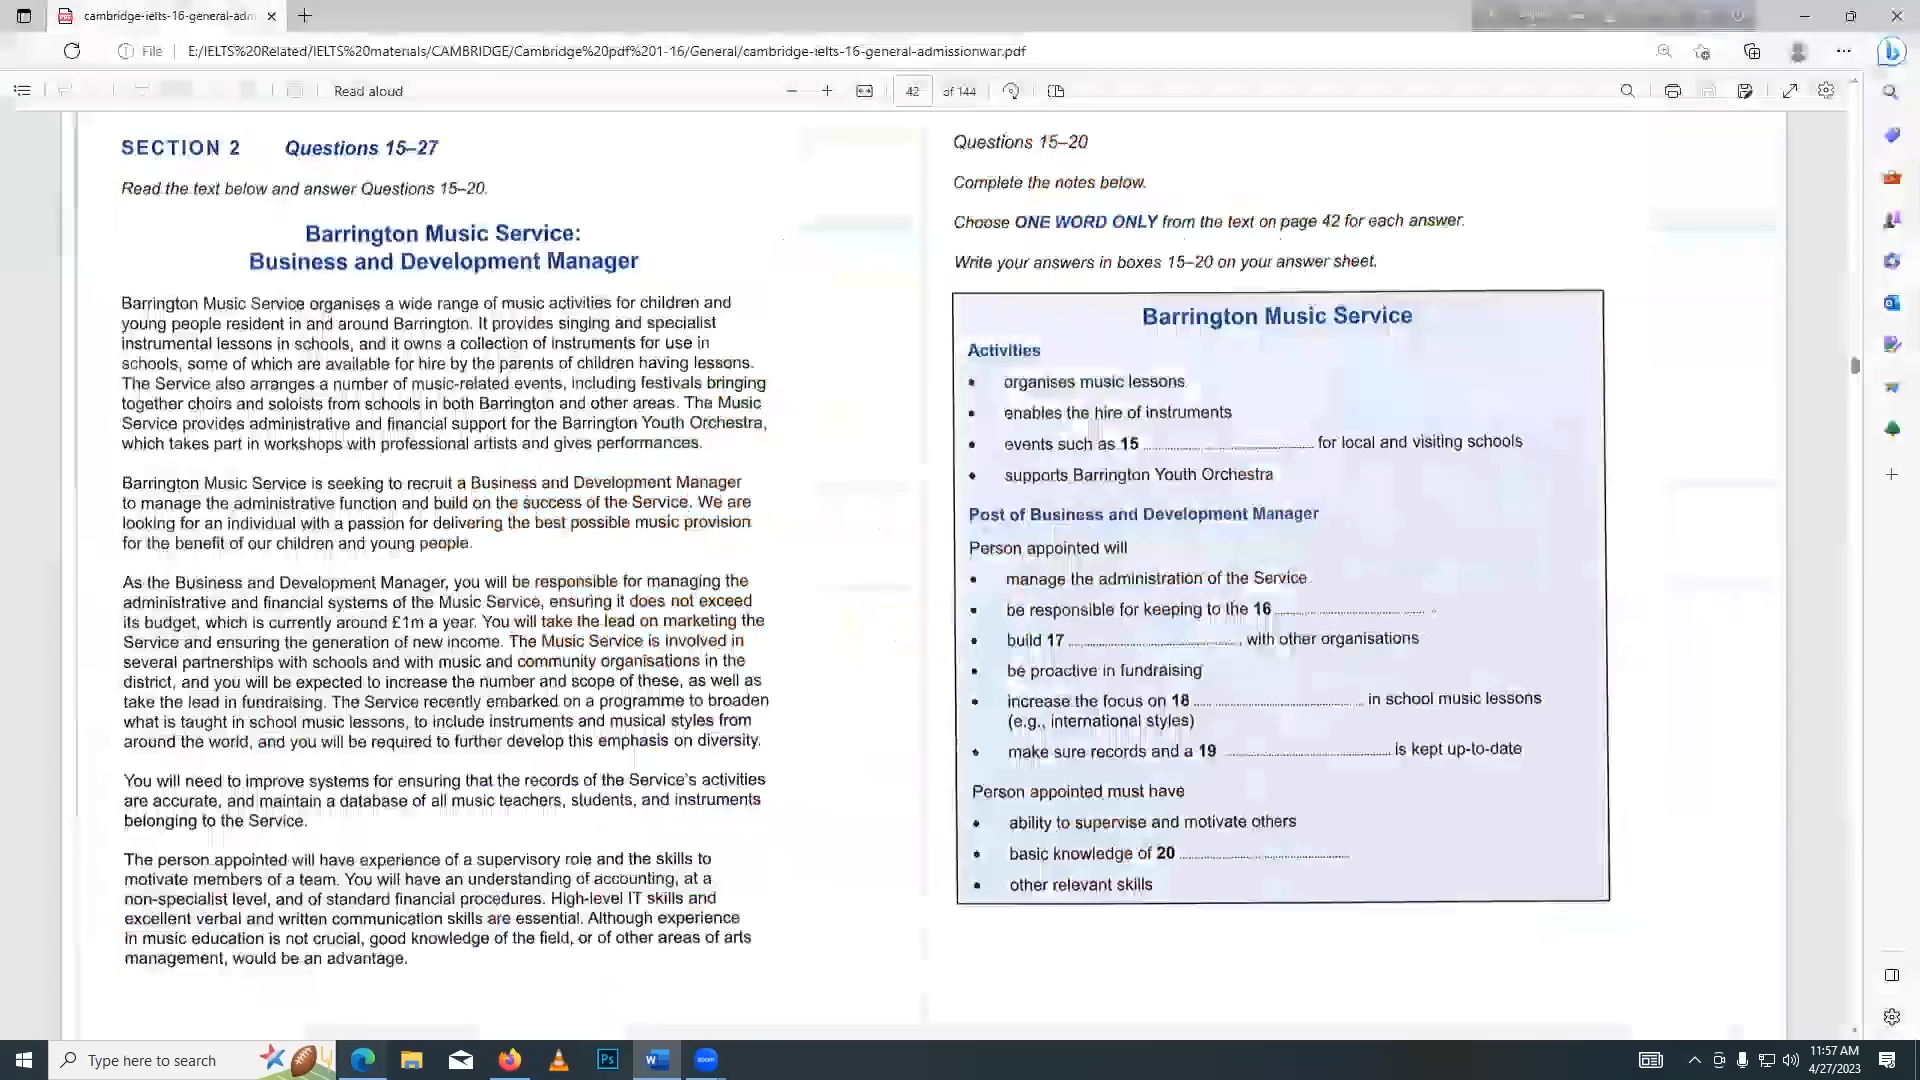 cambridge-ielts-16-general-adm
File
E:/IELTS%20Related/IELTS%20materials/CAMBRIDGE/Cambridge%20pdf%201-16/General/cambridge-ielts-16-general-admissionwar.pdf
Read aloud
42
of 144
SECTION 2 Questions 15–27
Read the text below and answer Questions 15–20.
Barrington Music Service:
Business and Development Manager
Barrington Music Service organises a wide range of music activities for children and
young people resident in and around Barrington. It provides singing and specialist
instrumental lessons in schools, and it owns a collection of instruments for use in
schools, some of which are available for hire by the parents of children having lessons.
The Service also arranges a number of music-related events, including festivals bringing
together choirs and soloists from schools in both Barrington and other areas. The Music
Service provides administrative and financial support for the Barrington Youth Orchestra,
which takes part in workshops with professional artists and gives performances.
Barrington Music Service is seeking to recruit a Business and Development Manager
to manage the administrative function and build on the success of the Service. We are
looking for an individual with a passion for delivering the best possible music provision
for the benefit of our children and young people.
As the Business and Development Manager, you will be responsible for managing the
administrative and financial systems of the Music Service, ensuring it does not exceed
its budget, which is currently around £1m a year. You will take the lead on marketing the
Service and ensuring the generation of new income. The Music Service is involved in
several partnerships with schools and with music and community organisations in the
district, and you will be expected to increase the number and scope of these, as well as
take the lead in fundraising. The Service recently embarked on a programme to broaden
what is taught in school music lessons, to include instruments and musical styles from
around the world, and you will be required to further develop this emphasis on diversity.
You will need to improve systems for ensuring that the records of the Service's activities
are accurate, and maintain a database of all music teachers, students, and instruments
belonging to the Service.
The person appointed will have experience of a supervisory role and the skills to
motivate members of a team. You will have an understanding of accounting, at a
non-specialist level, and of standard financial procedures. High-level IT skills and
excellent verbal and written communication skills are essential. Although experience
in music education is not crucial, good knowledge of the field, or of other areas of arts
management, would be an advantage.
Questions 15–20
Complete the notes below.
Choose ONE WORD ONLY from the text on page 42 for each answer.
Write your answers in boxes 15–20 on your answer sheet.
Barrington Music Service
Activities
• organises music lessons
• enables the hire of instruments
• events such as 15 .............................. for local and visiting schools
• supports Barrington Youth Orchestra
Post of Business and Development Manager
Person appointed will
• manage the administration of the Service
• be responsible for keeping to the 16 ..............................
• build 17 .............................. with other organisations
• be proactive in fundraising
• increase the focus on 18 .............................. in school music lessons
(e.g., international styles)
• make sure records and a 19 .............................. is kept up-to-date
Person appointed must have
• ability to supervise and motivate others
• basic knowledge of 20 ..............................
• other relevant skills
Type here to search
Ps
zoom
11:57 AM
4/27/2023